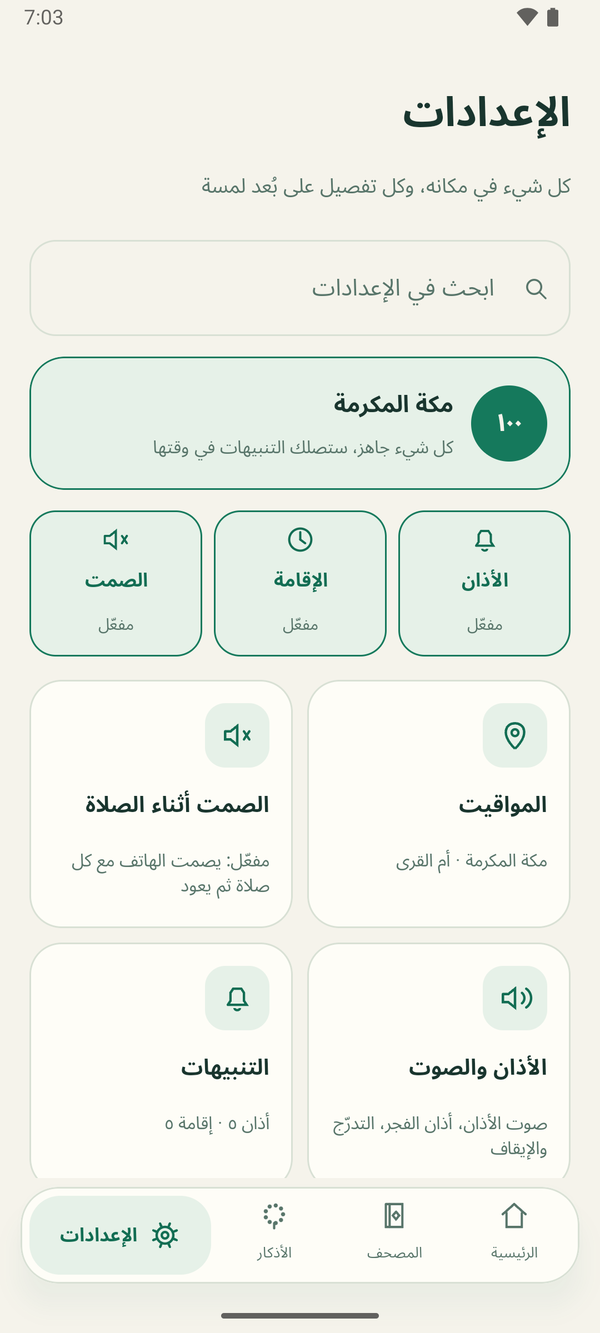 7:03
الإعدادات
كل شيء في مكانه، وكل تفصيل على بُعد لمسة
ابحث في الإعدادات
١٠٠
مكة المكرمة
كل شيء جاهز، ستصلك التنبيهات في وقتها
الأذان
مفعّل
الإقامة
مفعّل
الصمت
مفعّل
المواقيت
مكة المكرمة · أم القرى
الصمت أثناء الصلاة
مفعّل: يصمت الهاتف مع كل
صلاة ثم يعود
الأذان والصوت
صوت الأذان، أذان الفجر، التدرّج
والإيقاف
التنبيهات
أذان ٥ · إقامة ٥
الرئيسية
المصحف
الأذكار
الإعدادات